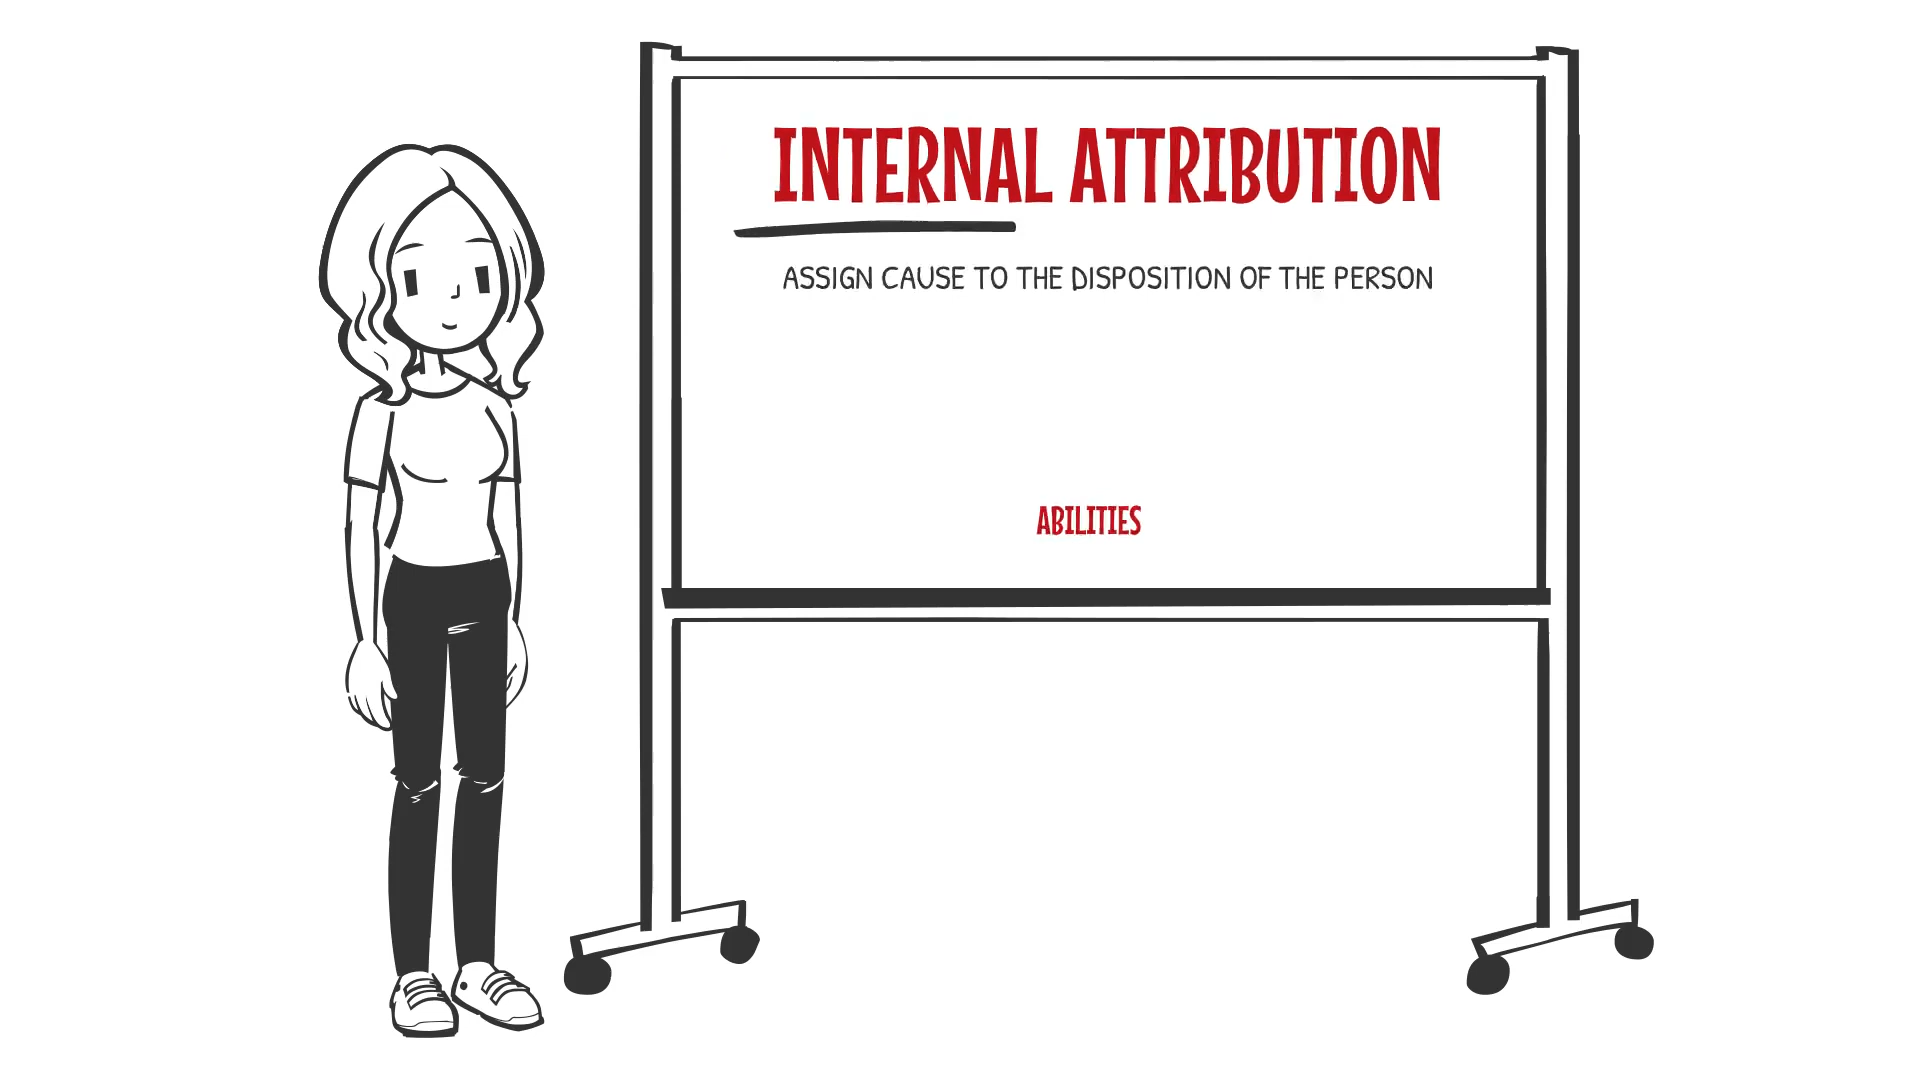 INTERNAL ATTRIBUTION
ASSIGN CAUSE TO THE DISPOSITION OF THE PERSON
ABILITIES